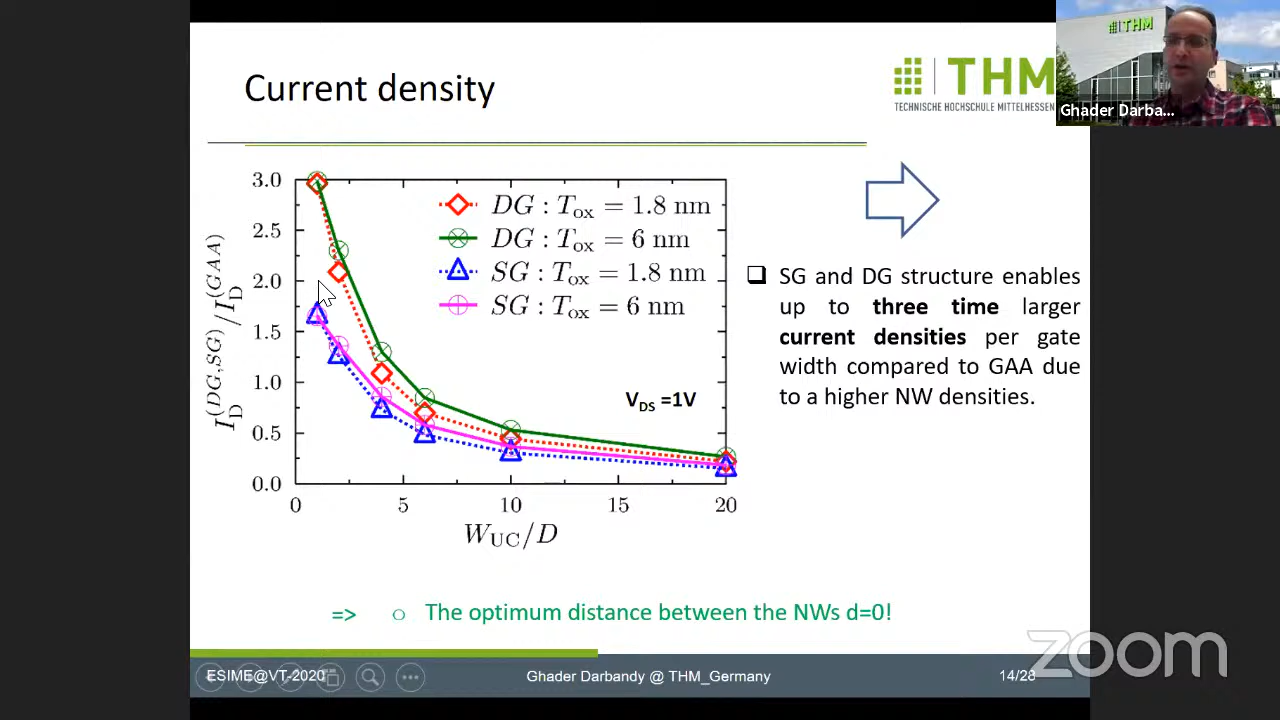 Current density
THM
TECHNISCHE HOCHSCHULE MITTELHESSEN
THM
Ghader Darba...
3.0
2.5
2.0
1.5
1.0
0.5
0.0
I_D^(DG,SG)/I_D^(GAA)
DG : T_ox = 1.8 nm
DG : T_ox = 6 nm
SG : T_ox = 1.8 nm
SG : T_ox = 6 nm
V_DS =1V
0 5 10 15 20
W_UC/D
❑ SG and DG structure enables
up to three time larger
current densities per gate
width compared to GAA due
to a higher NW densities.
=> o The optimum distance between the NWs d=0!
ESIME@VT-2020
Ghader Darbandy @ THM_Germany
14/28
zoom